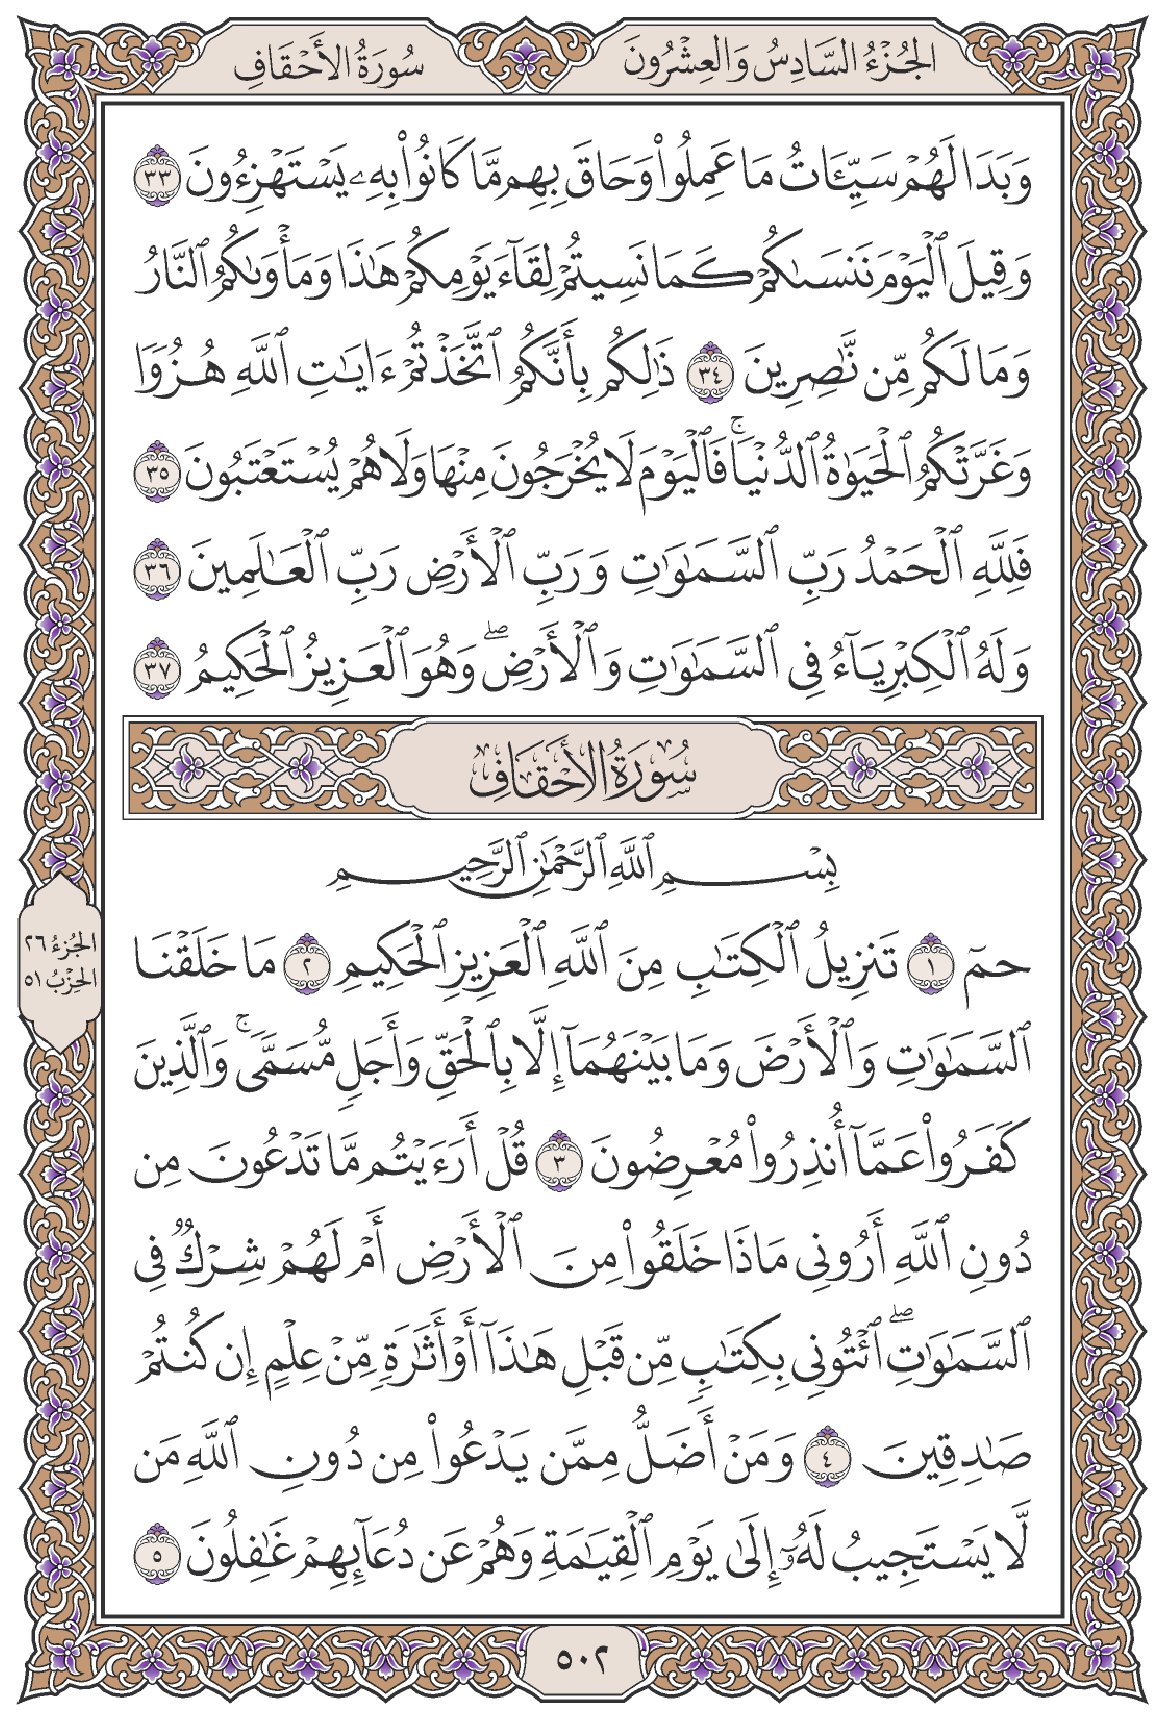 الجُزْءُ السَّادِسُ وَالعِشْرُونَ
سُورَةُ الأَحْقَافِ
وَبَدَا لَهُمْ سَيِّـَٔاتُ مَا عَمِلُوا۟ وَحَاقَ بِهِم مَّا كَانُوا۟ بِهِۦ يَسْتَهْزِءُونَ ٣٣
وَقِيلَ ٱلْيَوْمَ نَنسَىٰكُمْ كَمَا نَسِيتُمْ لِقَآءَ يَوْمِكُمْ هَٰذَا وَمَأْوَىٰكُمُ ٱلنَّارُ
وَمَا لَكُم مِّن نَّٰصِرِينَ ٣٤ ذَٰلِكُم بِأَنَّكُمُ ٱتَّخَذْتُمْ ءَايَٰتِ ٱللَّهِ هُزُوًا
وَغَرَّتْكُمُ ٱلْحَيَوٰةُ ٱلدُّنْيَا ۚ فَٱلْيَوْمَ لَا يُخْرَجُونَ مِنْهَا وَلَا هُمْ يُسْتَعْتَبُونَ ٣٥
فَلِلَّهِ ٱلْحَمْدُ رَبِّ ٱلسَّمَٰوَٰتِ وَرَبِّ ٱلْأَرْضِ رَبِّ ٱلْعَٰلَمِينَ ٣٦
وَلَهُ ٱلْكِبْرِيَآءُ فِى ٱلسَّمَٰوَٰتِ وَٱلْأَرْضِ ۖ وَهُوَ ٱلْعَزِيزُ ٱلْحَكِيمُ ٣٧
سُورَةُ الأَحْقَافِ
بِسْمِ ٱللَّهِ ٱلرَّحْمَٰنِ ٱلرَّحِيمِ
حمٓ ١ تَنزِيلُ ٱلْكِتَٰبِ مِنَ ٱللَّهِ ٱلْعَزِيزِ ٱلْحَكِيمِ ٢ مَا خَلَقْنَا
ٱلسَّمَٰوَٰتِ وَٱلْأَرْضَ وَمَا بَيْنَهُمَآ إِلَّا بِٱلْحَقِّ وَأَجَلٍ مُّسَمًّى ۚ وَٱلَّذِينَ
كَفَرُوا۟ عَمَّآ أُنذِرُوا۟ مُعْرِضُونَ ٣ قُلْ أَرَءَيْتُم مَّا تَدْعُونَ مِن
دُونِ ٱللَّهِ أَرُونِى مَاذَا خَلَقُوا۟ مِنَ ٱلْأَرْضِ أَمْ لَهُمْ شِرْكٌ فِى
ٱلسَّمَٰوَٰتِ ۖ ٱئْتُونِى بِكِتَٰبٍ مِّن قَبْلِ هَٰذَآ أَوْ أَثَٰرَةٍ مِّنْ عِلْمٍ إِن كُنتُمْ
صَٰدِقِينَ ٤ وَمَنْ أَضَلُّ مِمَّن يَدْعُوا۟ مِن دُونِ ٱللَّهِ مَن
لَّا يَسْتَجِيبُ لَهُۥٓ إِلَىٰ يَوْمِ ٱلْقِيَٰمَةِ وَهُمْ عَن دُعَآئِهِمْ غَٰفِلُونَ ٥
الجُزءُ ٢٦
الحِزْبُ ٥١
٥٠٢